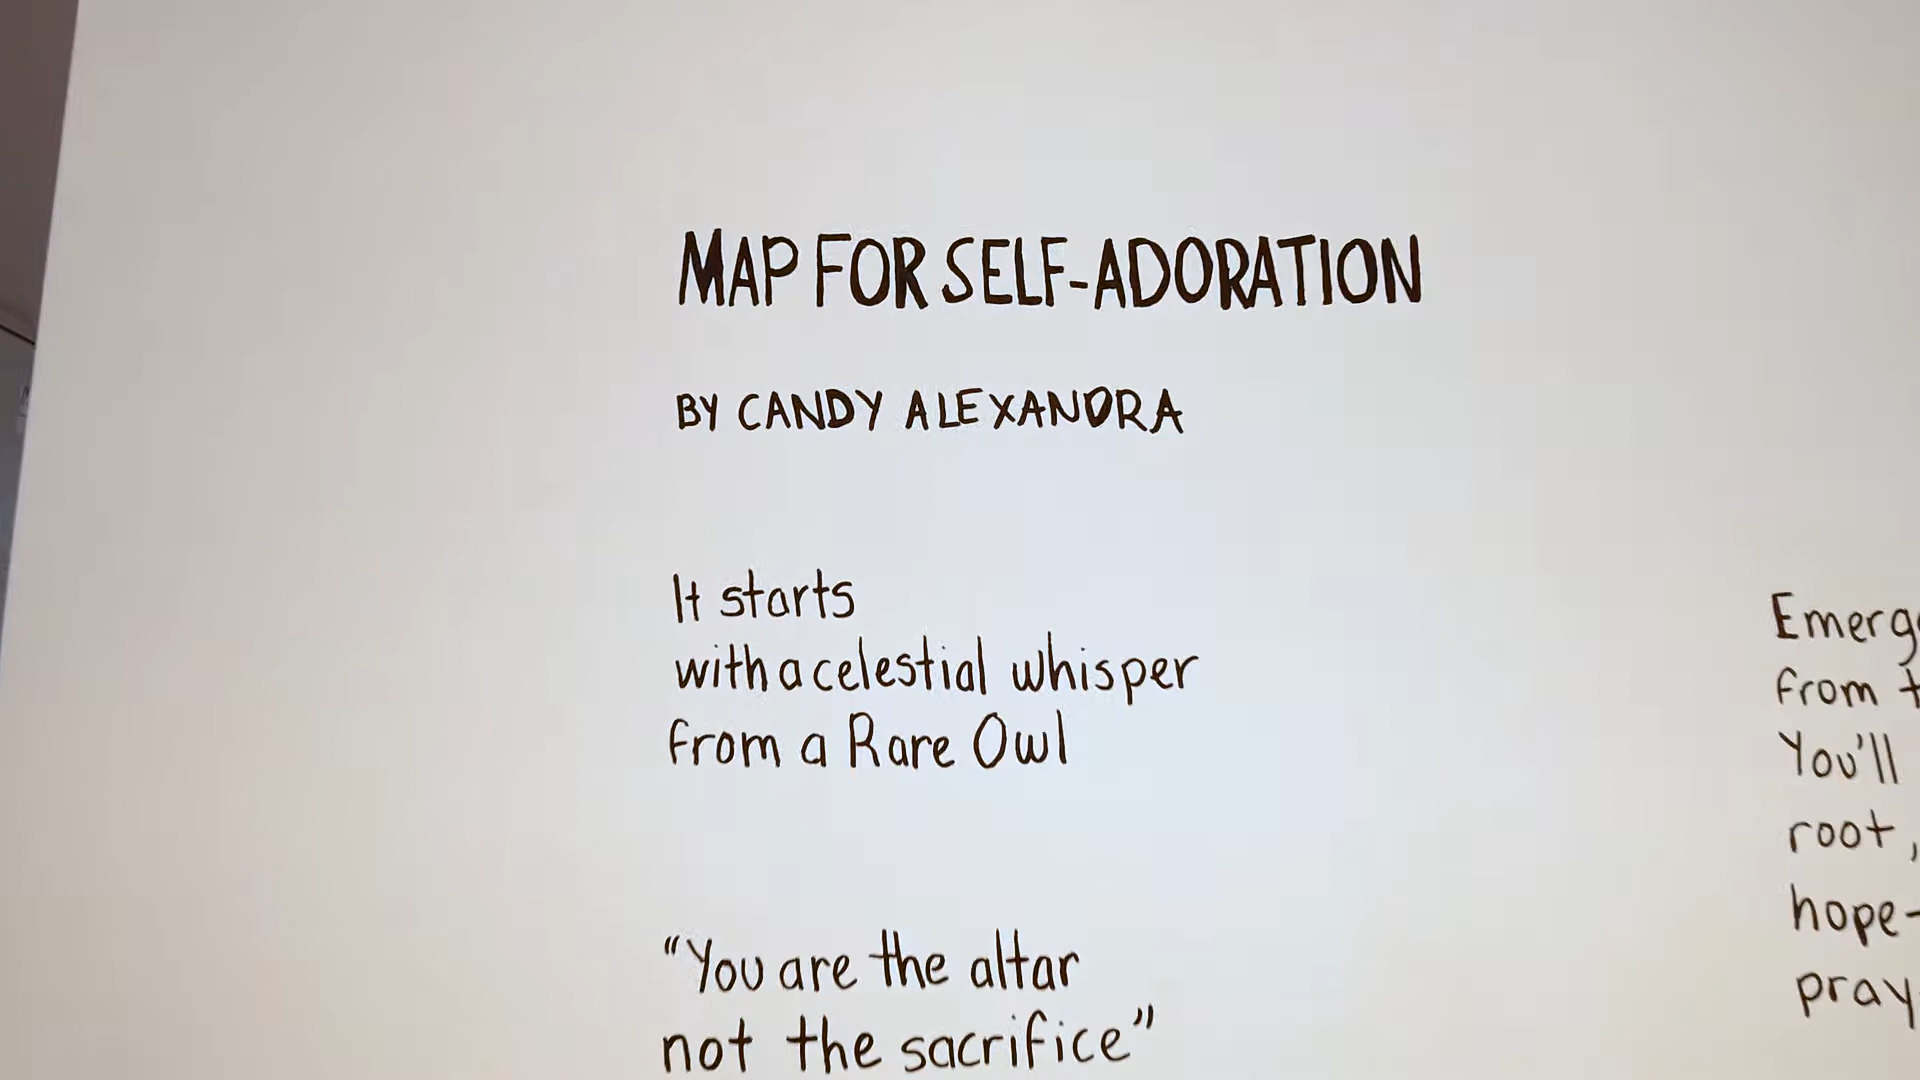 MAP FOR SELF-ADORATION
BY CANDY ALEXANDRA
It starts
with a celestial whisper
from a Rare Owl
"You are the altar
not the sacrifice"
from
You'll
root,
hope-